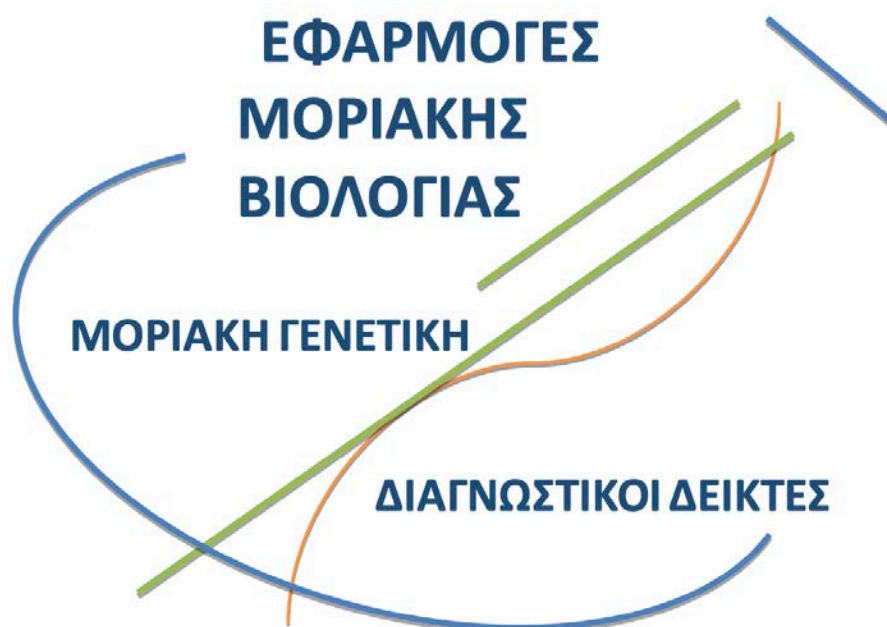 ΕΦΑΡΜΟΓΕΣ
ΜΟΡΙΑΚΗΣ
ΒΙΟΛΟΓΙΑΣ
ΜΟΡΙΑΚΗ ΓΕΝΕΤΙΚΗ
ΔΙΑΓΝΩΣΤΙΚΟΙ ΔΕΙΚΤΕΣ